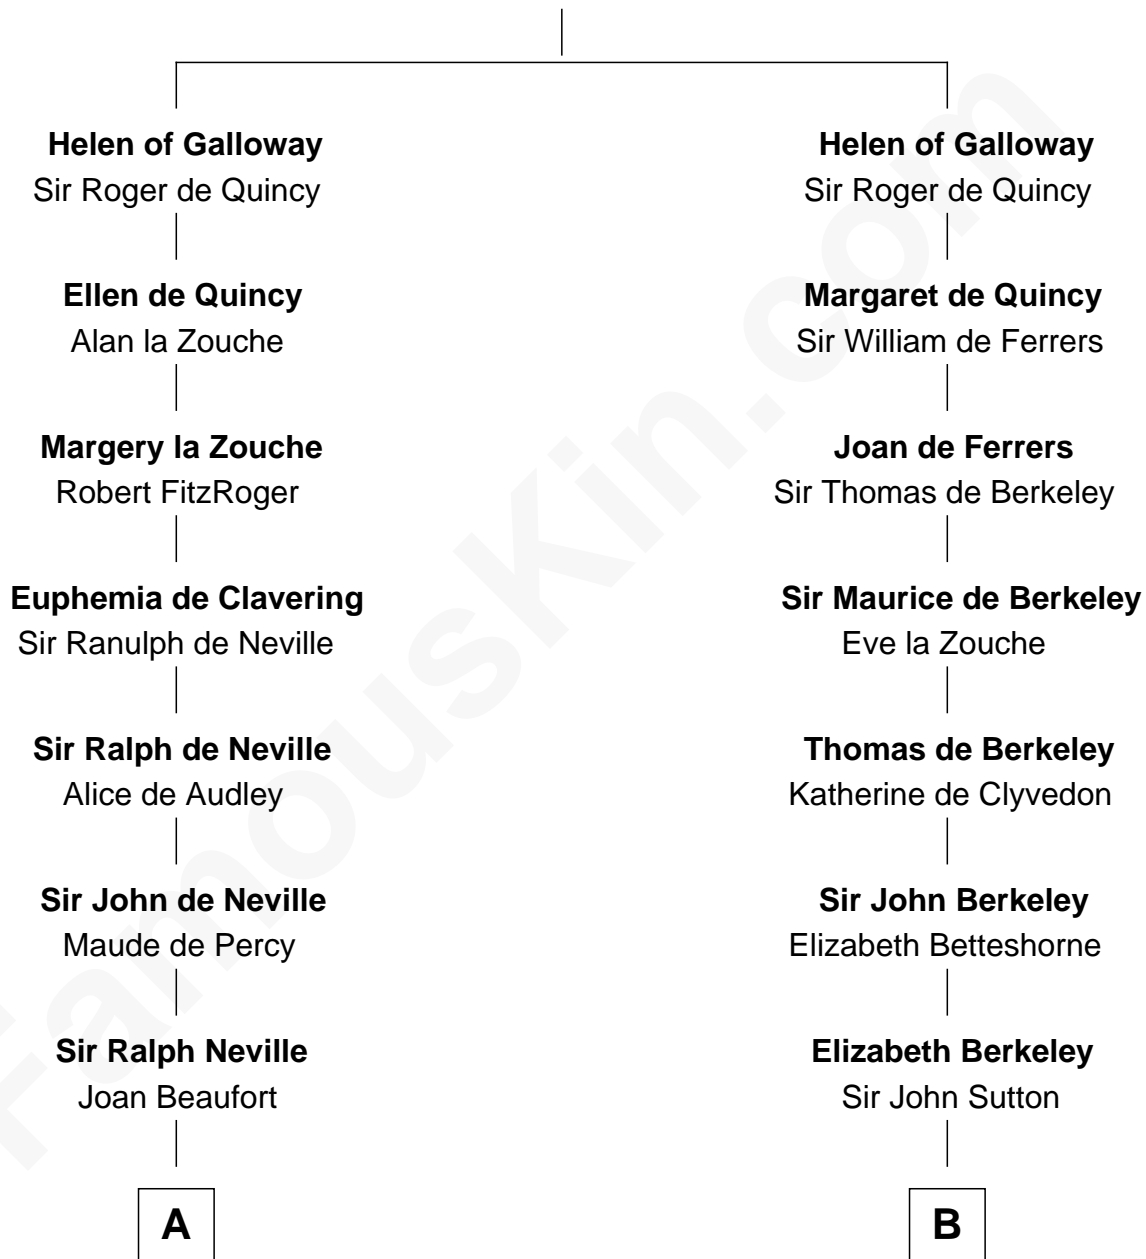 Helen of Galloway
Sir Roger de Quincy
Ellen de Quincy
Alan la Zouche
Margery la Zouche
Robert FitzRoger
Euphemia de Clavering
Sir Ranulph de Neville
Sir Ralph de Neville
Alice de Audley
Sir John de Neville
Maude de Percy
Sir Ralph Neville
Joan Beaufort
A
Helen of Galloway
Sir Roger de Quincy
Margaret de Quincy
Sir William de Ferrers
Joan de Ferrers
Sir Thomas de Berkeley
Sir Maurice de Berkeley
Eve la Zouche
Thomas de Berkeley
Katherine de Clyvedon
Sir John Berkeley
Elizabeth Betteshorne
Elizabeth Berkeley
Sir John Sutton
B
FamousKin.com